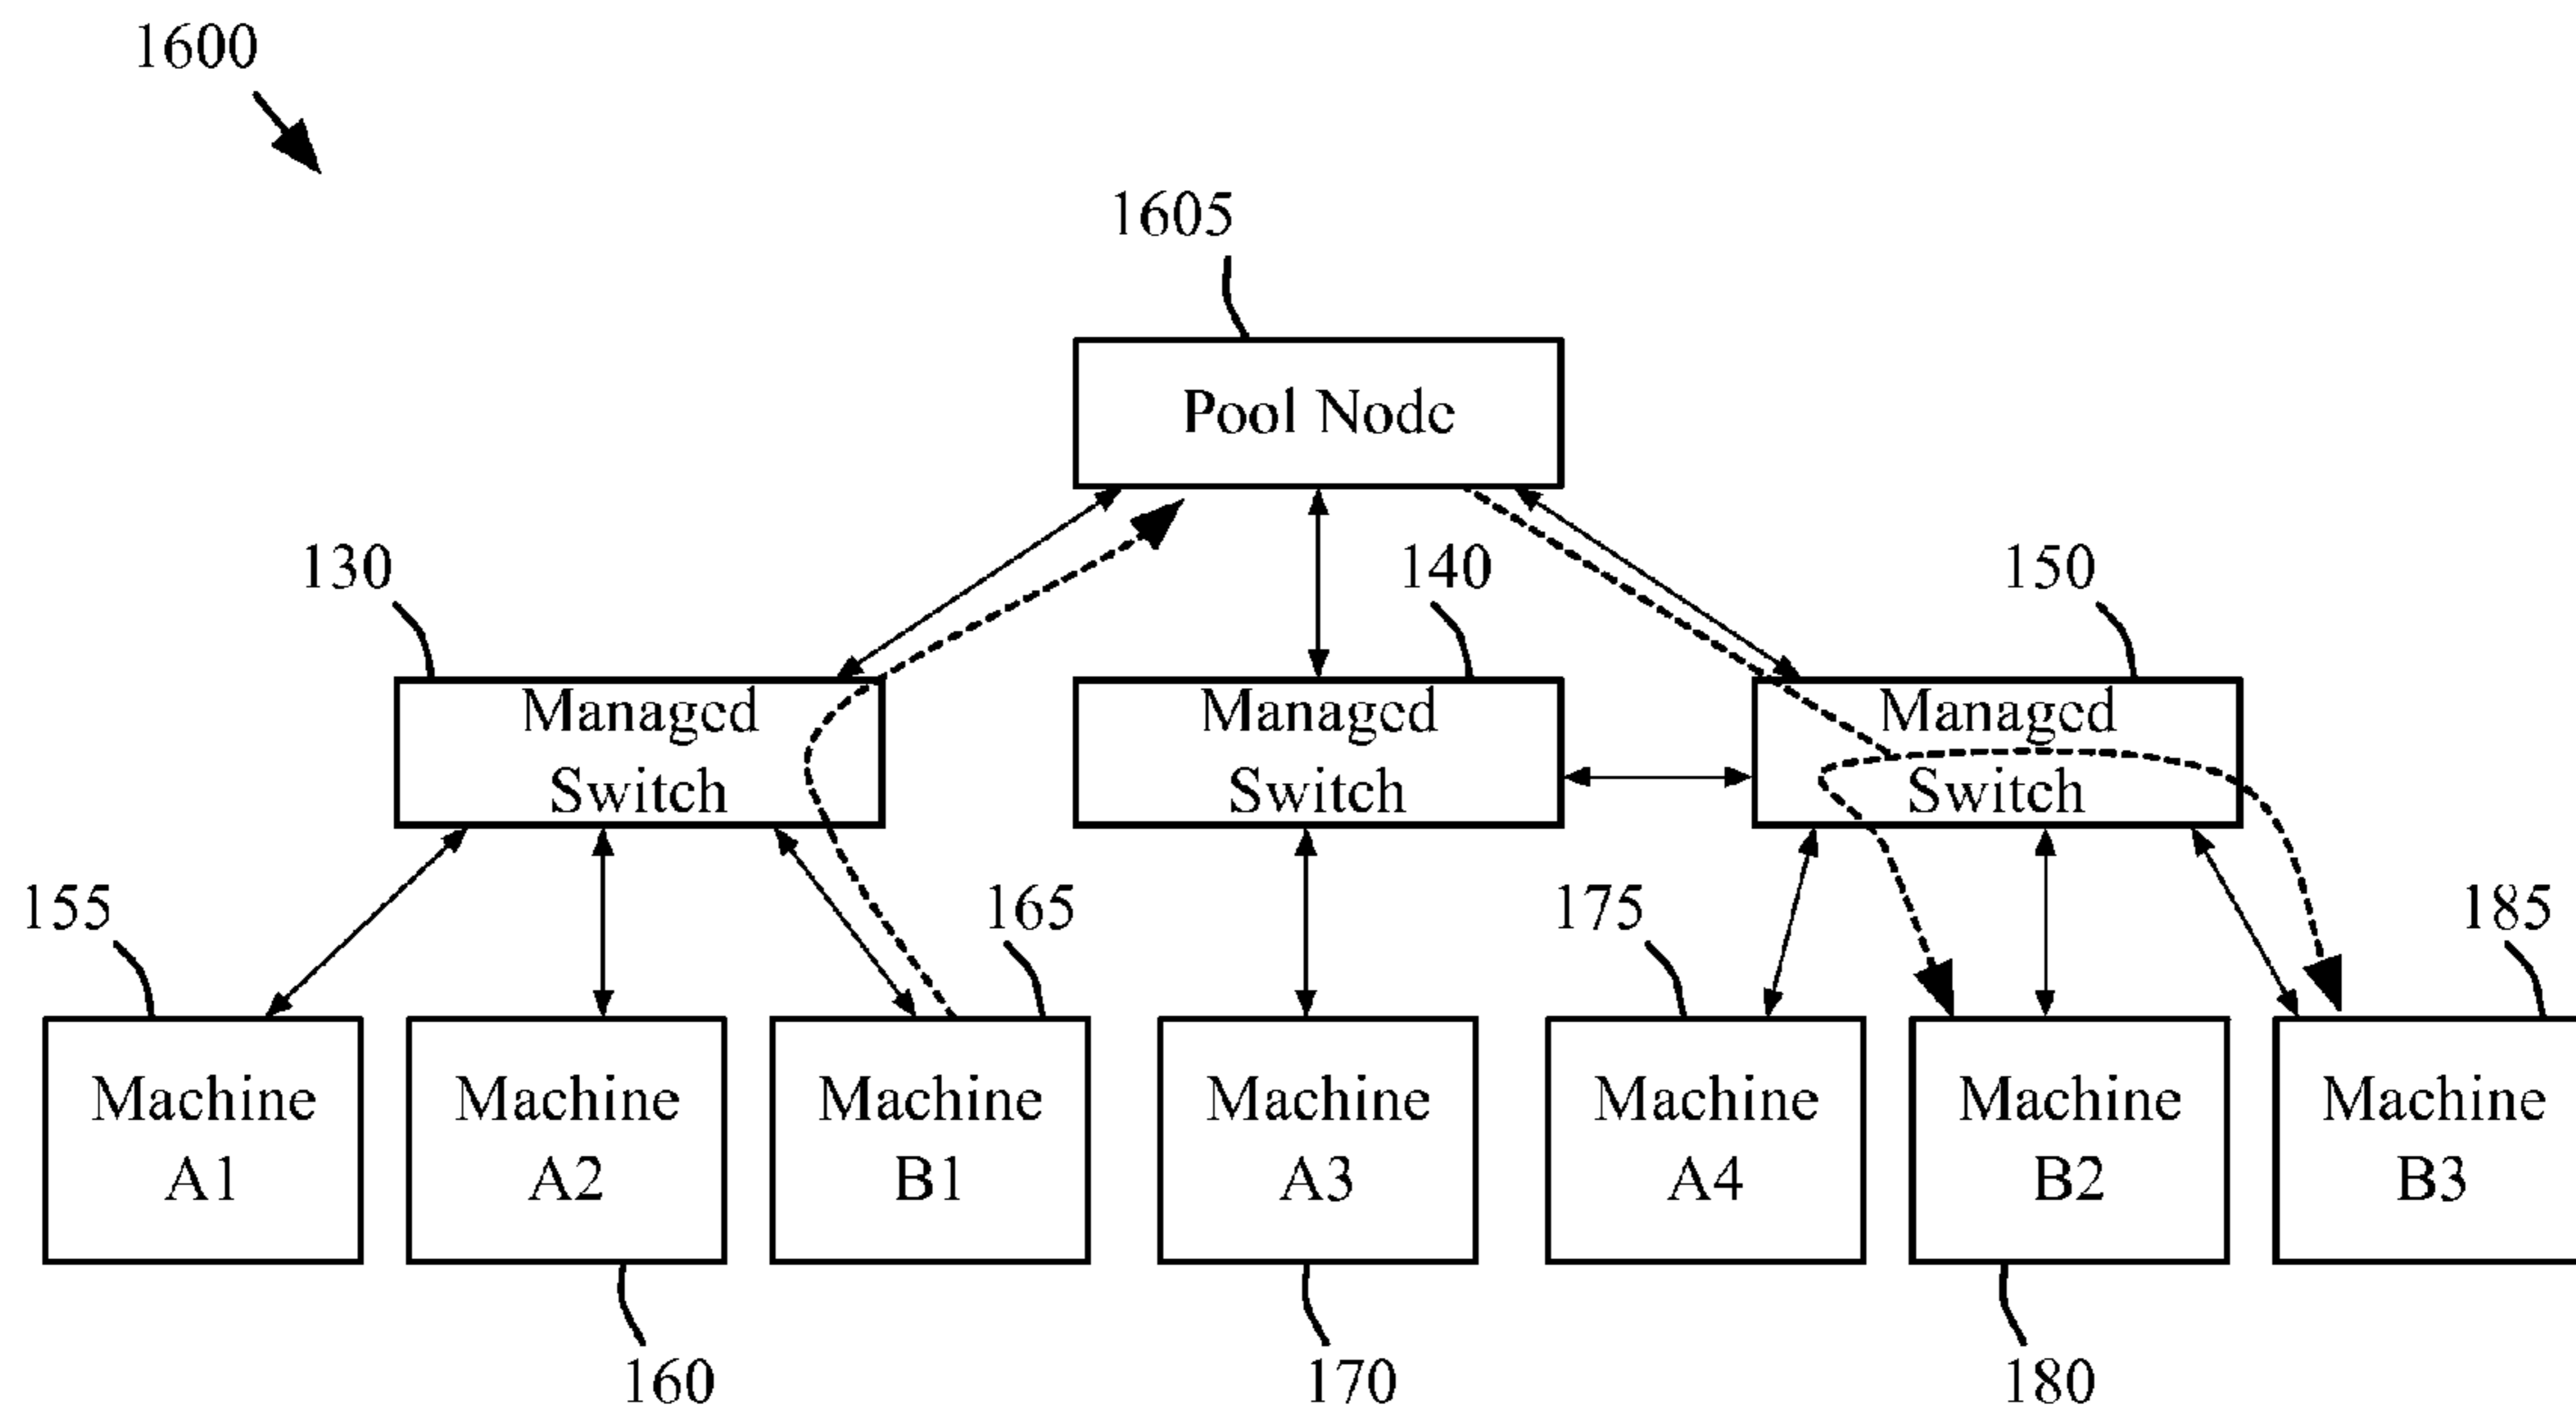 1600
1605
Pool Node
130
140
150
Managed
Switch
Managed
Switch
Managed
Switch
155
165
175
185
Machine
A1
Machine
A2
Machine
B1
Machine
A3
Machine
A4
Machine
B2
Machine
B3
160
170
180